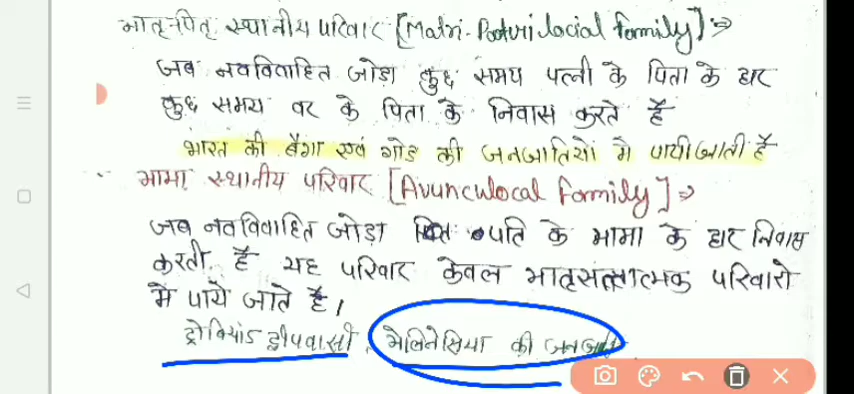 मातृ-पितृ स्थानीय परिवार [Matri-Patri local family] ⇒
जब नवविवाहित जोड़ा कुछ समय पत्नी के पिता के घर
कुछ समय वर के पिता के निवास करते है
भारत की बैगा एवं गोड की जनजातियो मे पायी जाती है
मामा स्थानीय परिवार [Avunculocal family] ⇒
जब नवविवाहित जोड़ा पति के मामा के घर निवास
करती है यह परिवार केवल मातृसत्तात्मक परिवारो
मे पाये जाते है।
ट्रोबियांड द्वीपवासी, मेलिनेसिया की